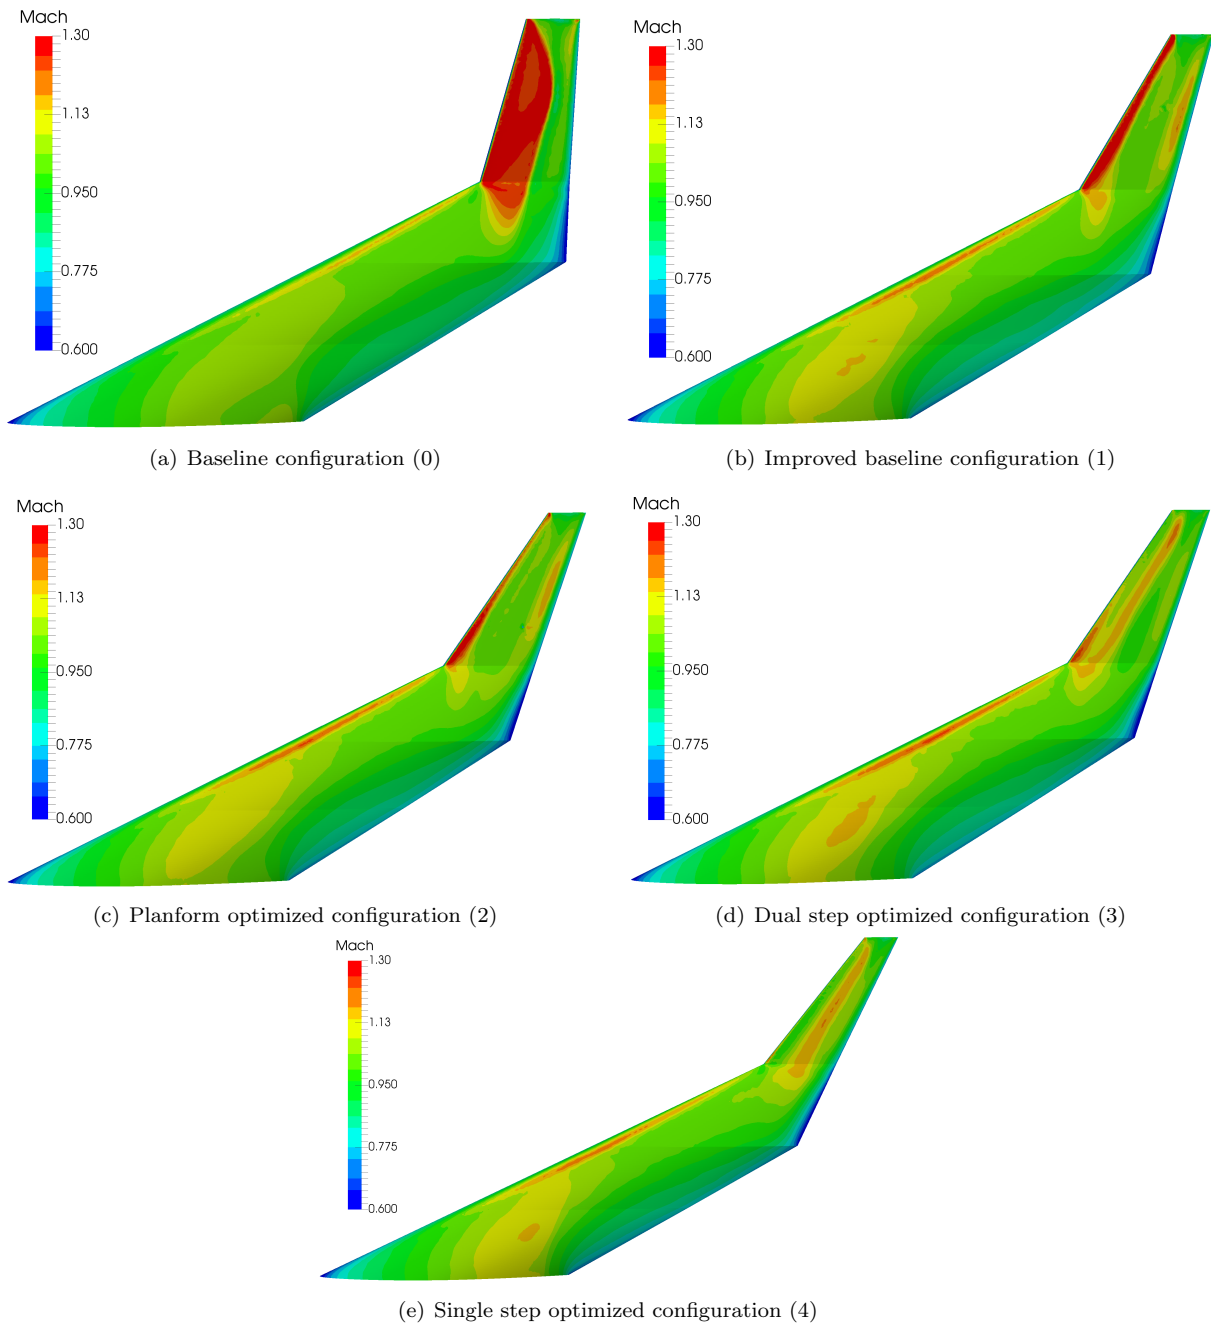 Mach
1.30
1.13
0.950
0.775
0.600
(a) Baseline configuration (0)
Mach
1.30
1.13
0.950
0.775
0.600
(b) Improved baseline configuration (1)
Mach
1.30
1.13
0.950
0.775
0.600
(c) Planform optimized configuration (2)
Mach
1.30
1.13
0.950
0.775
0.600
(d) Dual step optimized configuration (3)
Mach
1.30
1.13
0.950
0.775
0.600
(e) Single step optimized configuration (4)